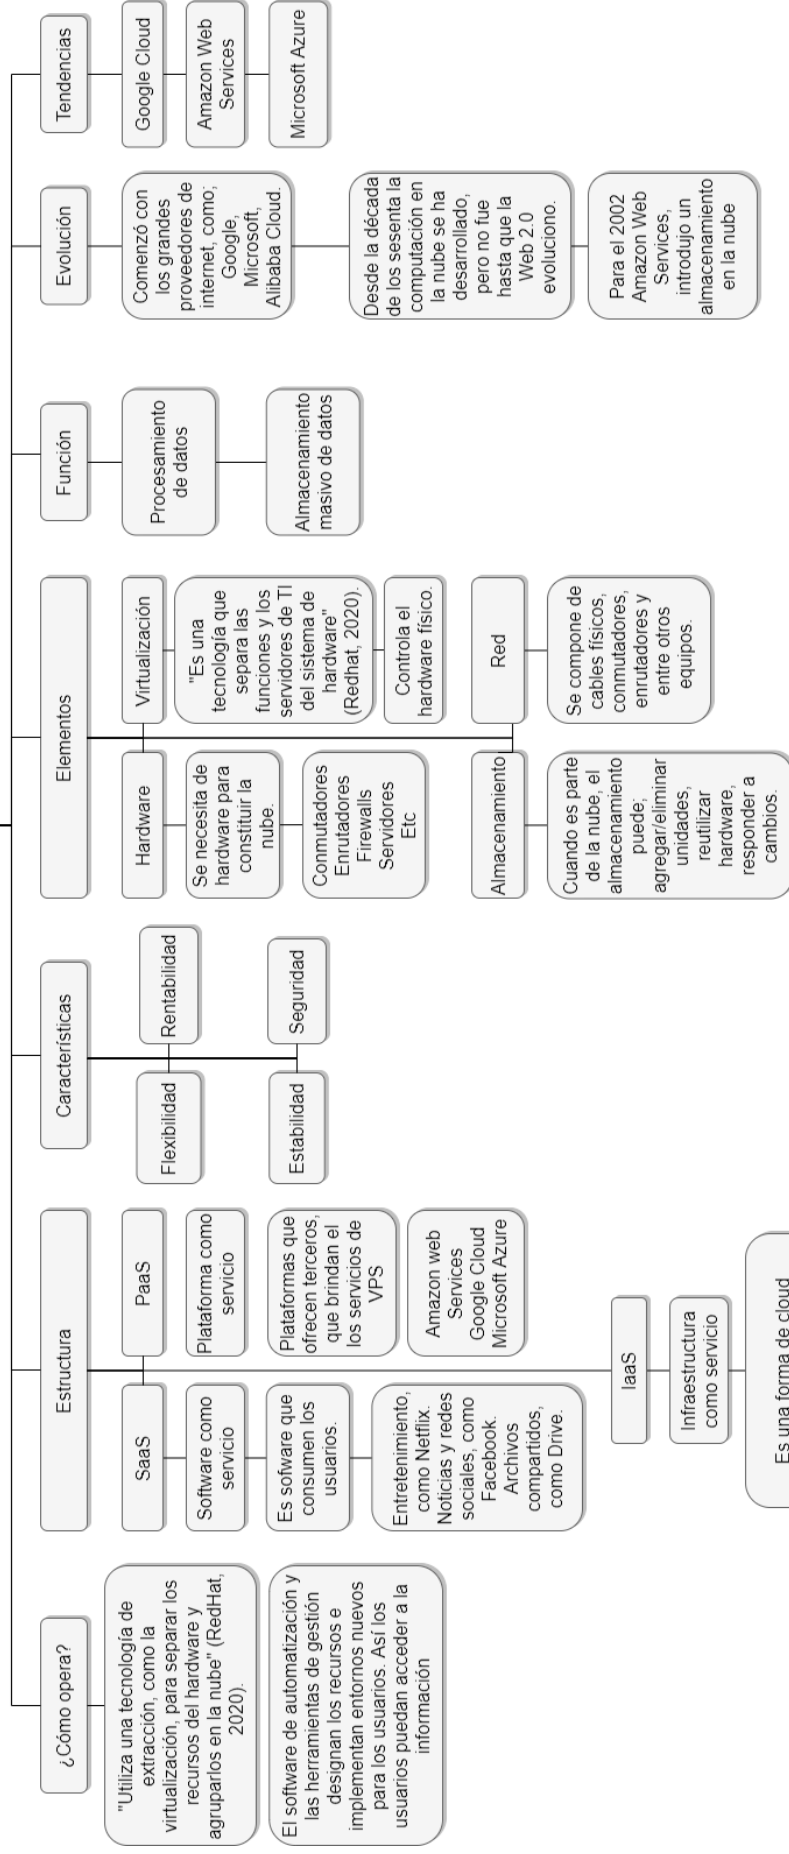 ¿Cómo opera?
"Utiliza una tecnología de
extracción, como la
virtualización, para separar los
recursos del hardware y
agruparlos en la nube" (RedHat,
2020).
El software de automatización y
las herramientas de gestión
designan los recursos e
implementan entornos nuevos
para los usuarios. Así los
usuarios puedan acceder a la
información
Estructura
SaaS
Software como
servicio
Es sofware que
consumen los
usuarios.
Entretenimiento,
como Netflix.
Noticias y redes
sociales, como
Facebook.
Archivos
compartidos,
como Drive.
PaaS
Plataforma como
servicio
Plataformas que
ofrecen terceros,
que brindan el
los servicios de
VPS
Amazon web
Services
Google Cloud
Microsoft Azure
IaaS
Infraestructura
como servicio
Es una forma de cloud
Características
Flexibilidad
Rentabilidad
Estabilidad
Seguridad
Elementos
Hardware
Se necesita de
hardware para
constituir la
nube.
Conmutadores
Enrutadores
Firewalls
Servidores
Etc
Virtualización
"Es una
tecnología que
separa las
funciones y los
servidores de TI
del sistema de
hardware"
(Redhat, 2020).
Controla el
hardware físico.
Almacenamiento
Cuando es parte
de la nube, el
almacenamiento
puede;
agregar/eliminar
unidades,
reutilizar
hardware,
responder a
cambios.
Red
Se compone de
cables físicos,
conmutadores,
enrutadores y
entre otros
equipos.
Función
Procesamiento
de datos
Almacenamiento
masivo de datos
Evolución
Comenzó con
los grandes
proveedores de
internet, como;
Google,
Microsoft,
Alibaba Cloud.
Desde la década
de los sesenta la
computación en
la nube se ha
desarrollado,
pero no fue
hasta que la
Web 2.0
evoluciono.
Para el 2002
Amazon Web
Services,
introdujo un
almacenamiento
en la nube
Tendencias
Google Cloud
Amazon Web
Services
Microsoft Azure